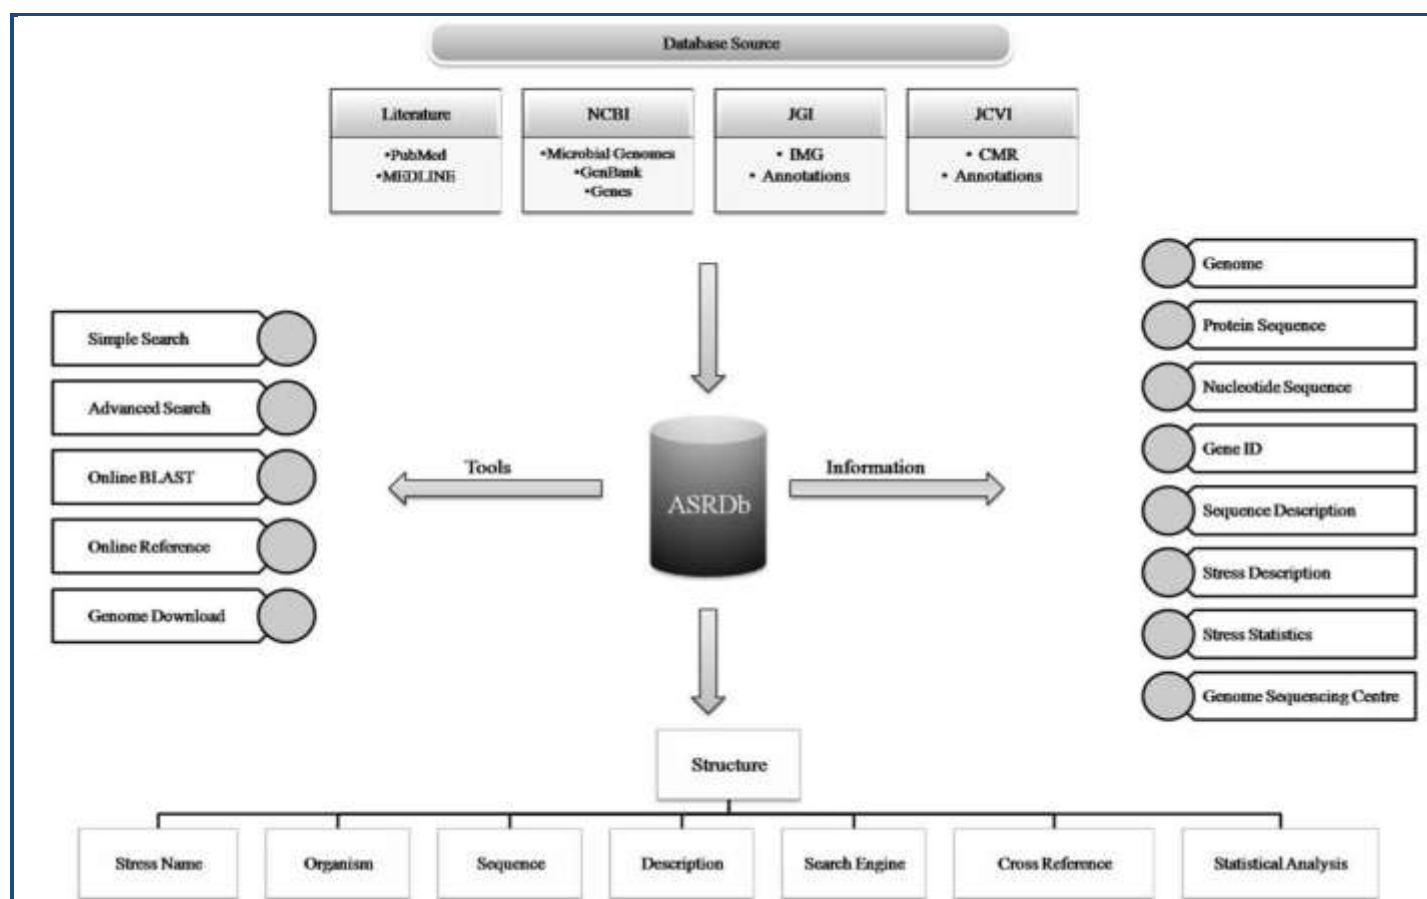 Database Source
Literature
•PubMed
•MEDLINE
NCBI
•Microbial Genomes
•GenBank
•Genes
JGI
• IMG
• Annotations
JCVI
• CMR
• Annotations
Simple Search
Advanced Search
Online BLAST
Online Reference
Genome Download
Tools
ASRDb
Information
Genome
Protein Sequence
Nucleotide Sequence
Gene ID
Sequence Description
Stress Description
Stress Statistics
Genome Sequencing Centre
Structure
Stress Name
Organism
Sequence
Description
Search Engine
Cross Reference
Statistical Analysis